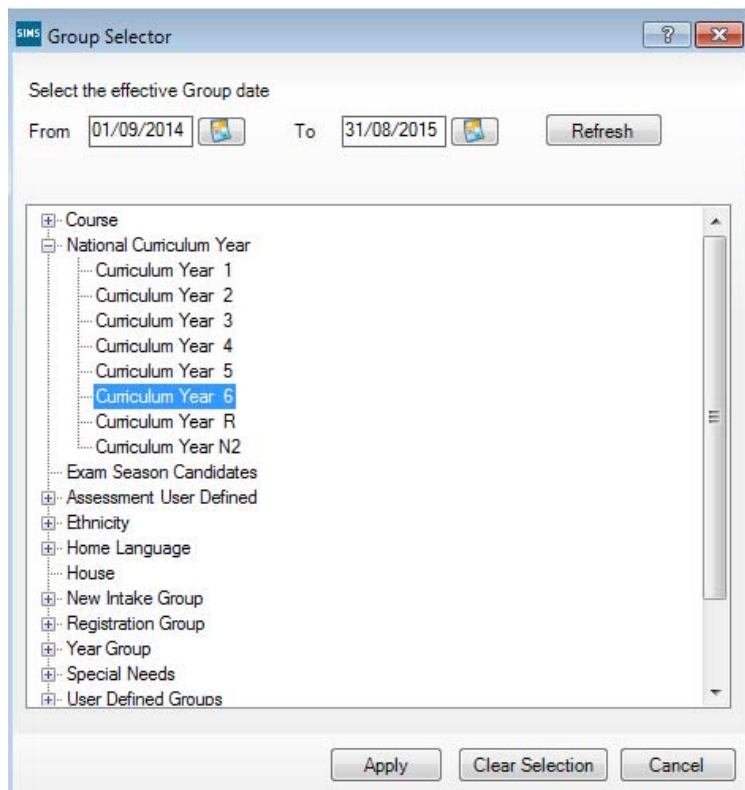 SIMS Group Selector ?
Select the effective Group date
From 01/09/2014 To 31/08/2015 Refresh
Course
National Curriculum Year
Curriculum Year 1
Curriculum Year 2
Curriculum Year 3
Curriculum Year 4
Curriculum Year 5
Curriculum Year 6
Curriculum Year R
Curriculum Year N2
Exam Season Candidates
Assessment User Defined
Ethnicity
Home Language
House
New Intake Group
Registration Group
Year Group
Special Needs
User Defined Groups
Apply Clear Selection Cancel